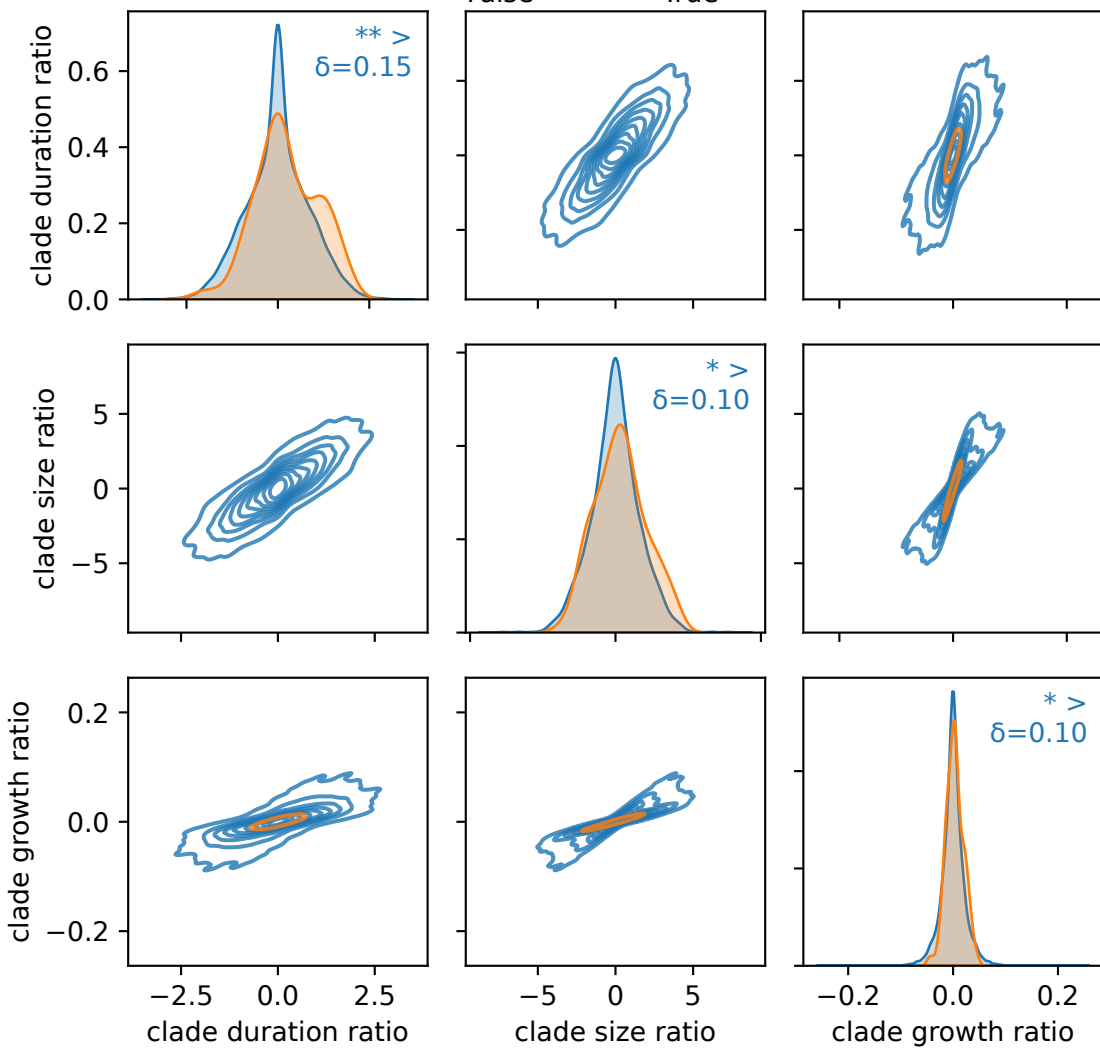 ** >
δ=0.15
clade duration ratio
0.6
0.4
0.2
0.0
* >
δ=0.10
clade size ratio
5
0
−5
* >
δ=0.10
clade growth ratio
0.2
0.0
−0.2
−2.5 0.0 2.5
−5 0 5
−0.2 0.0 0.2
clade duration ratio
clade size ratio
clade growth ratio